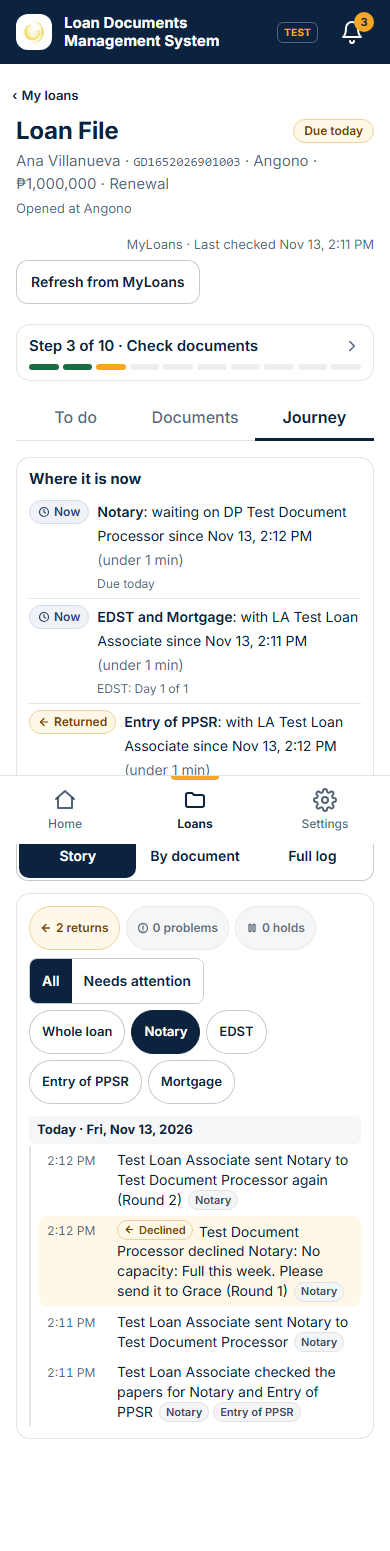 Loan Documents
Management System
TEST
3
‹ My loans
Loan File
Due today
Ana Villanueva · GD1652026901003 · Angono ·
₱1,000,000 · Renewal
Opened at Angono
MyLoans · Last checked Nov 13, 2:11 PM
Refresh from MyLoans
Step 3 of 10 · Check documents
To do
Documents
Journey
Where it is now
Now
Notary: waiting on DP Test Document
Processor since Nov 13, 2:12 PM
(under 1 min)
Due today
Now
EDST and Mortgage: with LA Test Loan
Associate since Nov 13, 2:11 PM
(under 1 min)
EDST: Day 1 of 1
← Returned
Entry of PPSR: with LA Test Loan
Associate since Nov 13, 2:12 PM
(under 1 min)
Home
Loans
Settings
Story
By document
Full log
← 2 returns
0 problems
0 holds
All
Needs attention
Whole loan
Notary
EDST
Entry of PPSR
Mortgage
Today · Fri, Nov 13, 2026
2:12 PM
Test Loan Associate sent Notary to
Test Document Processor again
(Round 2) Notary
2:12 PM
← Declined Test Document
Processor declined Notary: No
capacity: Full this week. Please
send it to Grace (Round 1) Notary
2:11 PM
Test Loan Associate sent Notary to
Test Document Processor Notary
2:11 PM
Test Loan Associate checked the
papers for Notary and Entry of
PPSR Notary Entry of PPSR